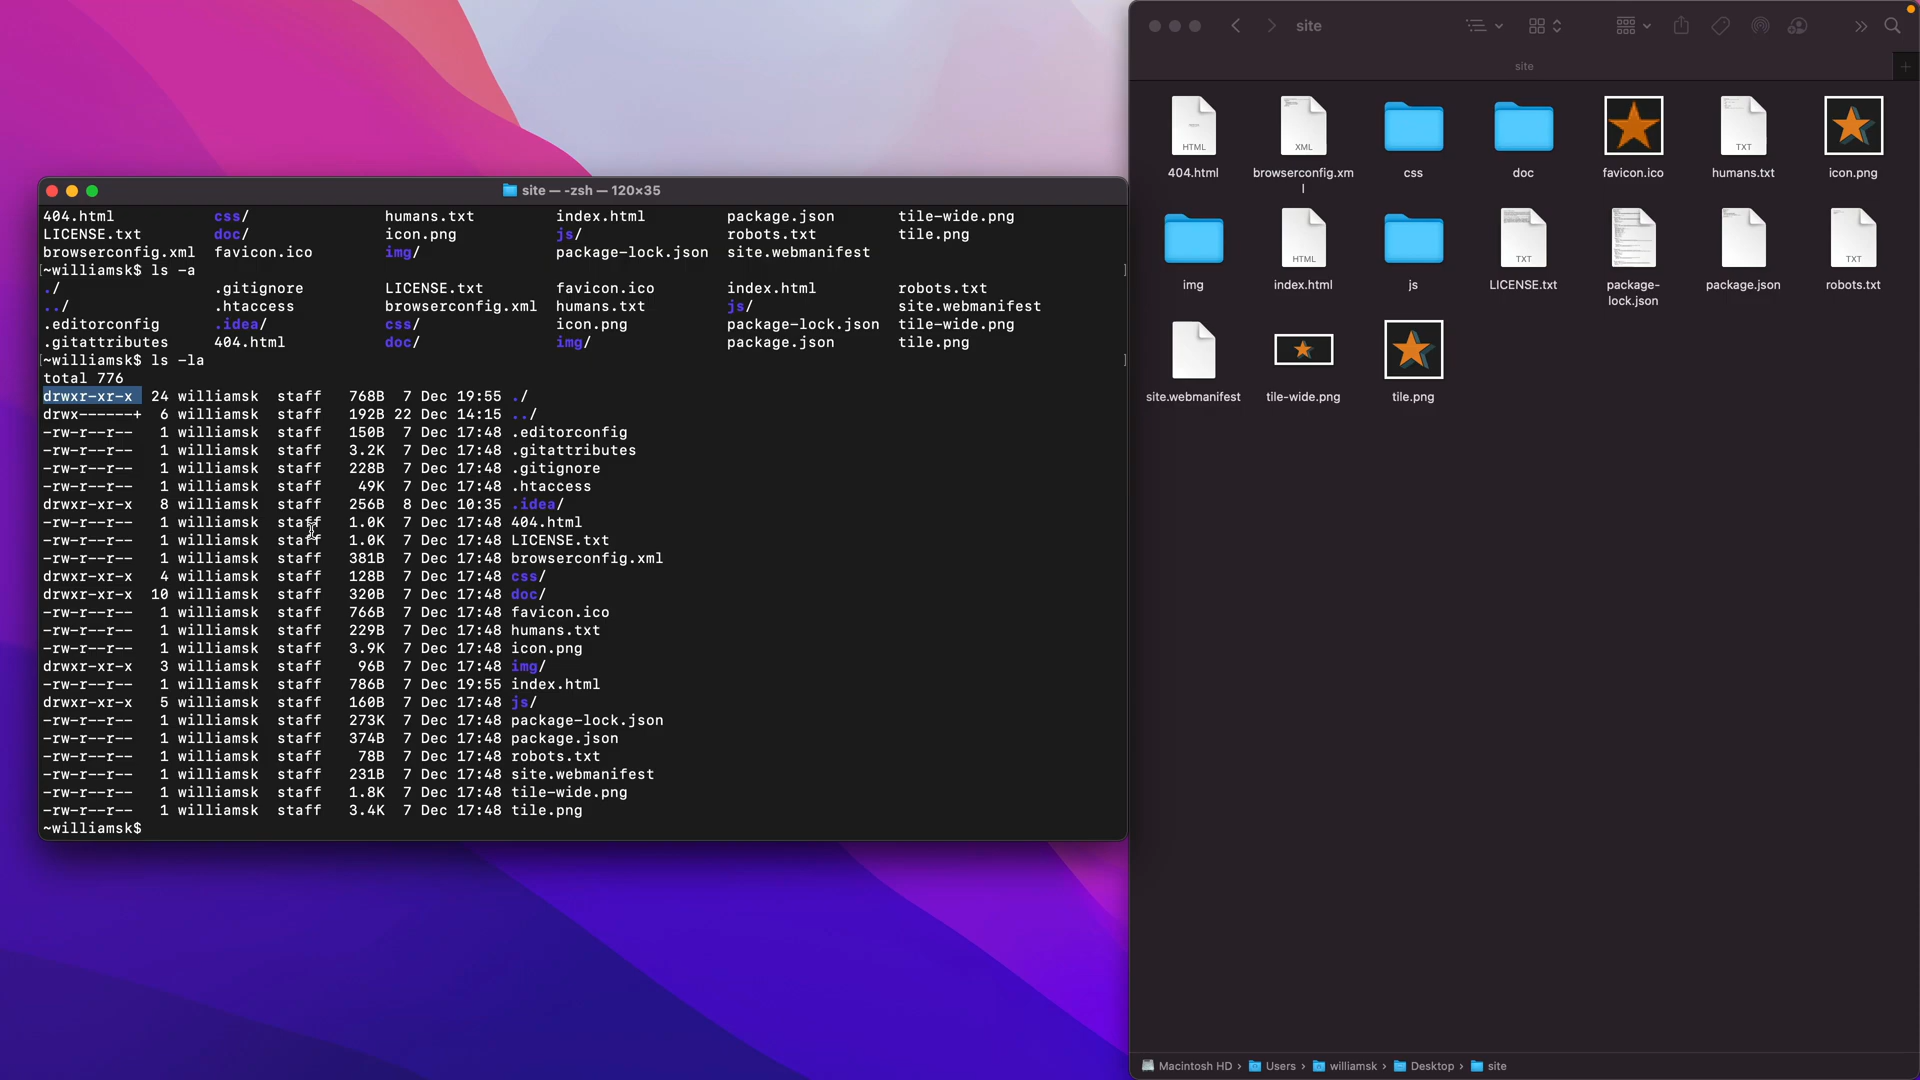 site — -zsh — 120×35
404.html css/ humans.txt index.html package.json tile-wide.png
LICENSE.txt doc/ icon.png js/ robots.txt tile.png
browserconfig.xml favicon.ico img/ package-lock.json site.webmanifest
[~williamsk$ ls -a ]
./ .gitignore LICENSE.txt favicon.ico index.html robots.txt
../ .htaccess browserconfig.xml humans.txt js/ site.webmanifest
.editorconfig .idea/ css/ icon.png package-lock.json tile-wide.png
.gitattributes 404.html doc/ img/ package.json tile.png
[~williamsk$ ls -la ]
total 776
drwxr-xr-x 24 williamsk staff 768B 7 Dec 19:55 ./
drwx------+ 6 williamsk staff 192B 22 Dec 14:15 ../
-rw-r--r-- 1 williamsk staff 150B 7 Dec 17:48 .editorconfig
-rw-r--r-- 1 williamsk staff 3.2K 7 Dec 17:48 .gitattributes
-rw-r--r-- 1 williamsk staff 228B 7 Dec 17:48 .gitignore
-rw-r--r-- 1 williamsk staff 49K 7 Dec 17:48 .htaccess
drwxr-xr-x 8 williamsk staff 256B 8 Dec 10:35 .idea/
-rw-r--r-- 1 williamsk staff 1.0K 7 Dec 17:48 404.html
-rw-r--r-- 1 williamsk staff 1.0K 7 Dec 17:48 LICENSE.txt
-rw-r--r-- 1 williamsk staff 381B 7 Dec 17:48 browserconfig.xml
drwxr-xr-x 4 williamsk staff 128B 7 Dec 17:48 css/
drwxr-xr-x 10 williamsk staff 320B 7 Dec 17:48 doc/
-rw-r--r-- 1 williamsk staff 766B 7 Dec 17:48 favicon.ico
-rw-r--r-- 1 williamsk staff 229B 7 Dec 17:48 humans.txt
-rw-r--r-- 1 williamsk staff 3.9K 7 Dec 17:48 icon.png
drwxr-xr-x 3 williamsk staff 96B 7 Dec 17:48 img/
-rw-r--r-- 1 williamsk staff 786B 7 Dec 19:55 index.html
drwxr-xr-x 5 williamsk staff 160B 7 Dec 17:48 js/
-rw-r--r-- 1 williamsk staff 273K 7 Dec 17:48 package-lock.json
-rw-r--r-- 1 williamsk staff 374B 7 Dec 17:48 package.json
-rw-r--r-- 1 williamsk staff 78B 7 Dec 17:48 robots.txt
-rw-r--r-- 1 williamsk staff 231B 7 Dec 17:48 site.webmanifest
-rw-r--r-- 1 williamsk staff 1.8K 7 Dec 17:48 tile-wide.png
-rw-r--r-- 1 williamsk staff 3.4K 7 Dec 17:48 tile.png
~williamsk$
site
site
HTML XML TXT
404.html browserconfig.xm css doc favicon.ico humans.txt icon.png
l
HTML TXT TXT
img index.html js LICENSE.txt package- package.json robots.txt
lock.json
site.webmanifest tile-wide.png tile.png
Macintosh HD › Users › williamsk › Desktop › site